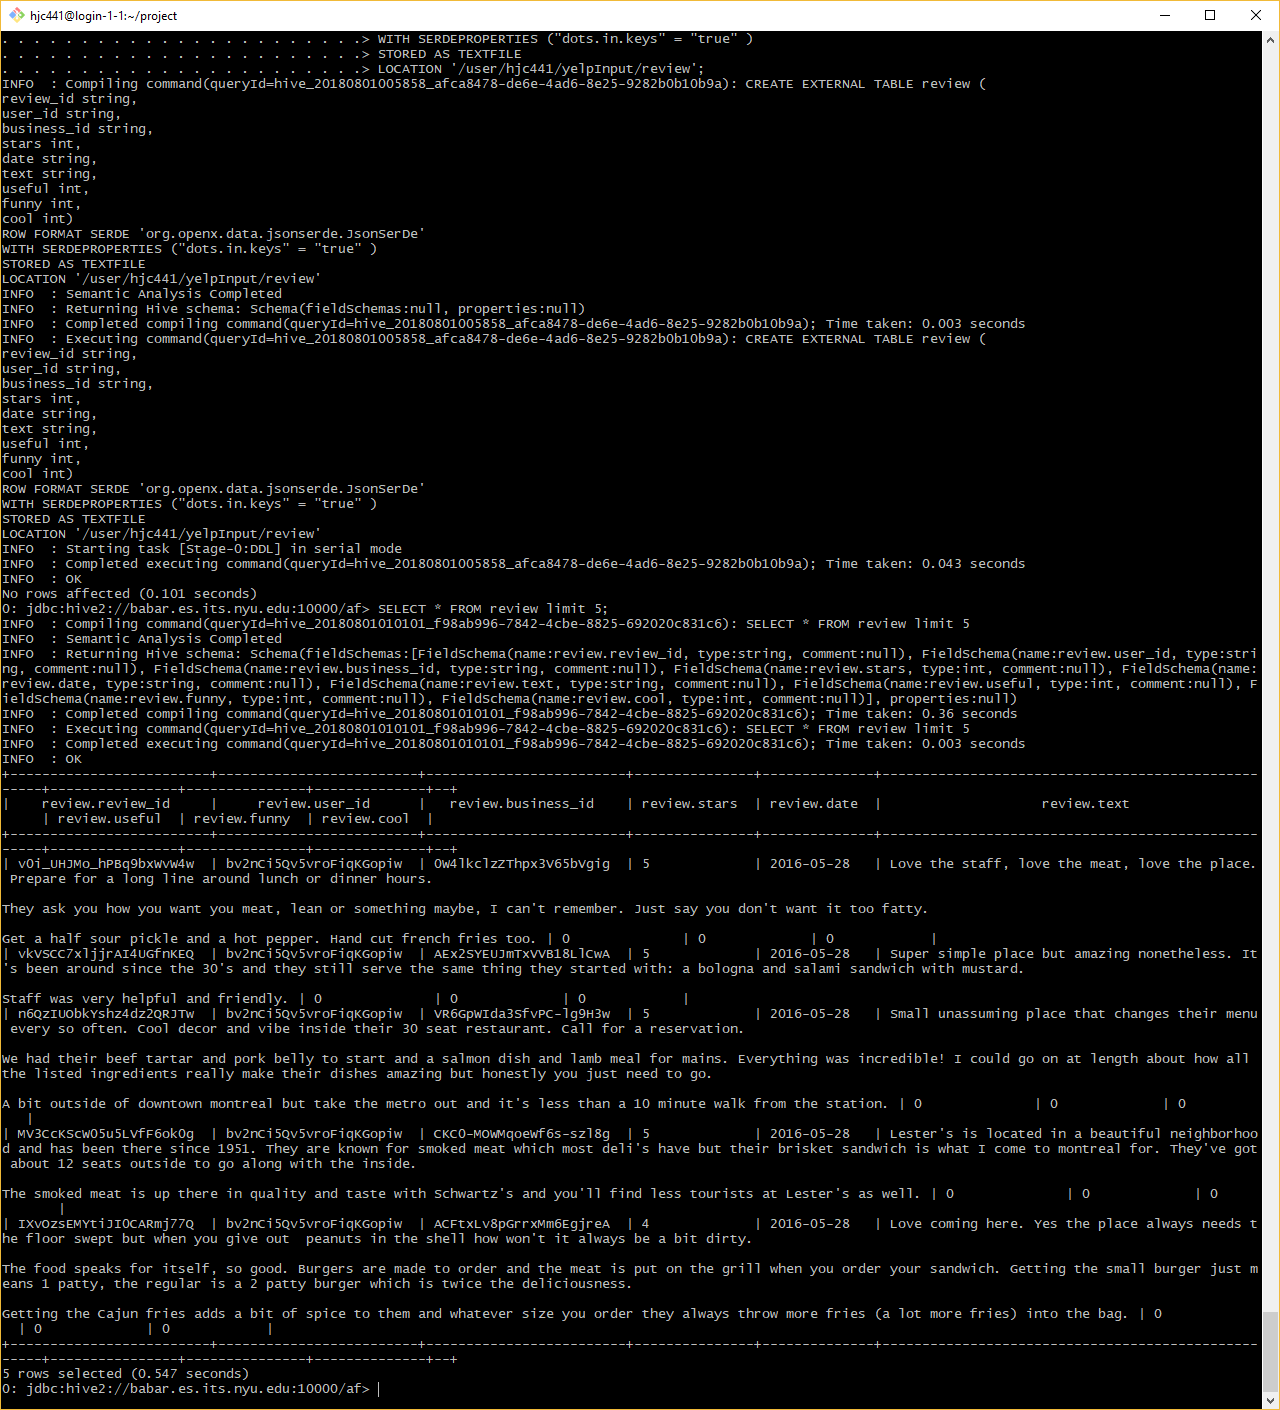 hjc441@login-1-1:~/project
. . . . . . . . . . . . . . . . . . . . . . .> WITH SERDEPROPERTIES ("dots.in.keys" = "true" )
. . . . . . . . . . . . . . . . . . . . . . .> STORED AS TEXTFILE
. . . . . . . . . . . . . . . . . . . . . . .> LOCATION '/user/hjc441/yelpInput/review';
INFO  : Compiling command(queryId=hive_20180801005858_afca8478-de6e-4ad6-8e25-9282b0b10b9a): CREATE EXTERNAL TABLE review (
review_id string,
user_id string,
business_id string,
stars int,
date string,
text string,
useful int,
funny int,
cool int)
ROW FORMAT SERDE 'org.openx.data.jsonserde.JsonSerDe'
WITH SERDEPROPERTIES ("dots.in.keys" = "true" )
STORED AS TEXTFILE
LOCATION '/user/hjc441/yelpInput/review'
INFO  : Semantic Analysis Completed
INFO  : Returning Hive schema: Schema(fieldSchemas:null, properties:null)
INFO  : Completed compiling command(queryId=hive_20180801005858_afca8478-de6e-4ad6-8e25-9282b0b10b9a); Time taken: 0.003 seconds
INFO  : Executing command(queryId=hive_20180801005858_afca8478-de6e-4ad6-8e25-9282b0b10b9a): CREATE EXTERNAL TABLE review (
review_id string,
user_id string,
business_id string,
stars int,
date string,
text string,
useful int,
funny int,
cool int)
ROW FORMAT SERDE 'org.openx.data.jsonserde.JsonSerDe'
WITH SERDEPROPERTIES ("dots.in.keys" = "true" )
STORED AS TEXTFILE
LOCATION '/user/hjc441/yelpInput/review'
INFO  : Starting task [Stage-0:DDL] in serial mode
INFO  : Completed executing command(queryId=hive_20180801005858_afca8478-de6e-4ad6-8e25-9282b0b10b9a); Time taken: 0.043 seconds
INFO  : OK
No rows affected (0.101 seconds)
0: jdbc:hive2://babar.es.its.nyu.edu:10000/af> SELECT * FROM review limit 5;
INFO  : Compiling command(queryId=hive_20180801010101_f98ab996-7842-4cbe-8825-692020c831c6): SELECT * FROM review limit 5
INFO  : Semantic Analysis Completed
INFO  : Returning Hive schema: Schema(fieldSchemas:[FieldSchema(name:review.review_id, type:string, comment:null), FieldSchema(name:review.user_id, type:stri
ng, comment:null), FieldSchema(name:review.business_id, type:string, comment:null), FieldSchema(name:review.stars, type:int, comment:null), FieldSchema(name:
review.date, type:string, comment:null), FieldSchema(name:review.text, type:string, comment:null), FieldSchema(name:review.useful, type:int, comment:null), F
ieldSchema(name:review.funny, type:int, comment:null), FieldSchema(name:review.cool, type:int, comment:null)], properties:null)
INFO  : Completed compiling command(queryId=hive_20180801010101_f98ab996-7842-4cbe-8825-692020c831c6); Time taken: 0.36 seconds
INFO  : Executing command(queryId=hive_20180801010101_f98ab996-7842-4cbe-8825-692020c831c6): SELECT * FROM review limit 5
INFO  : Completed executing command(queryId=hive_20180801010101_f98ab996-7842-4cbe-8825-692020c831c6); Time taken: 0.003 seconds
INFO  : OK
| review.review_id | review.user_id | review.business_id | review.stars | review.date | review.text
| review.useful | review.funny | review.cool |
| v0i_UHJMo_hPBq9bxWvW4w | bv2nCi5Qv5vroFiqKGopiw | 0W4lkclzZThpx3V65bVgig | 5 | 2016-05-28 | Love the staff, love the meat, love the place.
Prepare for a long line around lunch or dinner hours.
They ask you how you want you meat, lean or something maybe, I can't remember. Just say you don't want it too fatty.
Get a half sour pickle and a hot pepper. Hand cut french fries too. | 0 | 0 | 0 |
| vkVSCC7xljjrAI4UGfnKEQ | bv2nCi5Qv5vroFiqKGopiw | AEx2SYEUJmTxVVB18LlCwA | 5 | 2016-05-28 | Super simple place but amazing nonetheless. It
's been around since the 30's and they still serve the same thing they started with: a bologna and salami sandwich with mustard.
Staff was very helpful and friendly. | 0 | 0 | 0 |
| n6QzIUObkYshz4dz2QRJTw | bv2nCi5Qv5vroFiqKGopiw | VR6GpWIda3SfvPC-lg9H3w | 5 | 2016-05-28 | Small unassuming place that changes their menu
every so often. Cool decor and vibe inside their 30 seat restaurant. Call for a reservation.
We had their beef tartar and pork belly to start and a salmon dish and lamb meal for mains. Everything was incredible! I could go on at length about how all
the listed ingredients really make their dishes amazing but honestly you just need to go.
A bit outside of downtown montreal but take the metro out and it's less than a 10 minute walk from the station. | 0 | 0 | 0
|
| MV3CcKScW05u5LVfF6ok0g | bv2nCi5Qv5vroFiqKGopiw | CKC0-MOWMqoeWf6s-szl8g | 5 | 2016-05-28 | Lester's is located in a beautiful neighborhoo
d and has been there since 1951. They are known for smoked meat which most deli's have but their brisket sandwich is what I come to montreal for. They've got
about 12 seats outside to go along with the inside.
The smoked meat is up there in quality and taste with Schwartz's and you'll find less tourists at Lester's as well. | 0 | 0 | 0
|
| IXvOzsEMYtiJI0CARmj77Q | bv2nCi5Qv5vroFiqKGopiw | ACFtxLv8pGrrxMm6EgjreA | 4 | 2016-05-28 | Love coming here. Yes the place always needs t
he floor swept but when you give out  peanuts in the shell how won't it always be a bit dirty.
The food speaks for itself, so good. Burgers are made to order and the meat is put on the grill when you order your sandwich. Getting the small burger just m
eans 1 patty, the regular is a 2 patty burger which is twice the deliciousness.
Getting the Cajun fries adds a bit of spice to them and whatever size you order they always throw more fries (a lot more fries) into the bag. | 0
| 0 | 0 |
5 rows selected (0.547 seconds)
0: jdbc:hive2://babar.es.its.nyu.edu:10000/af>